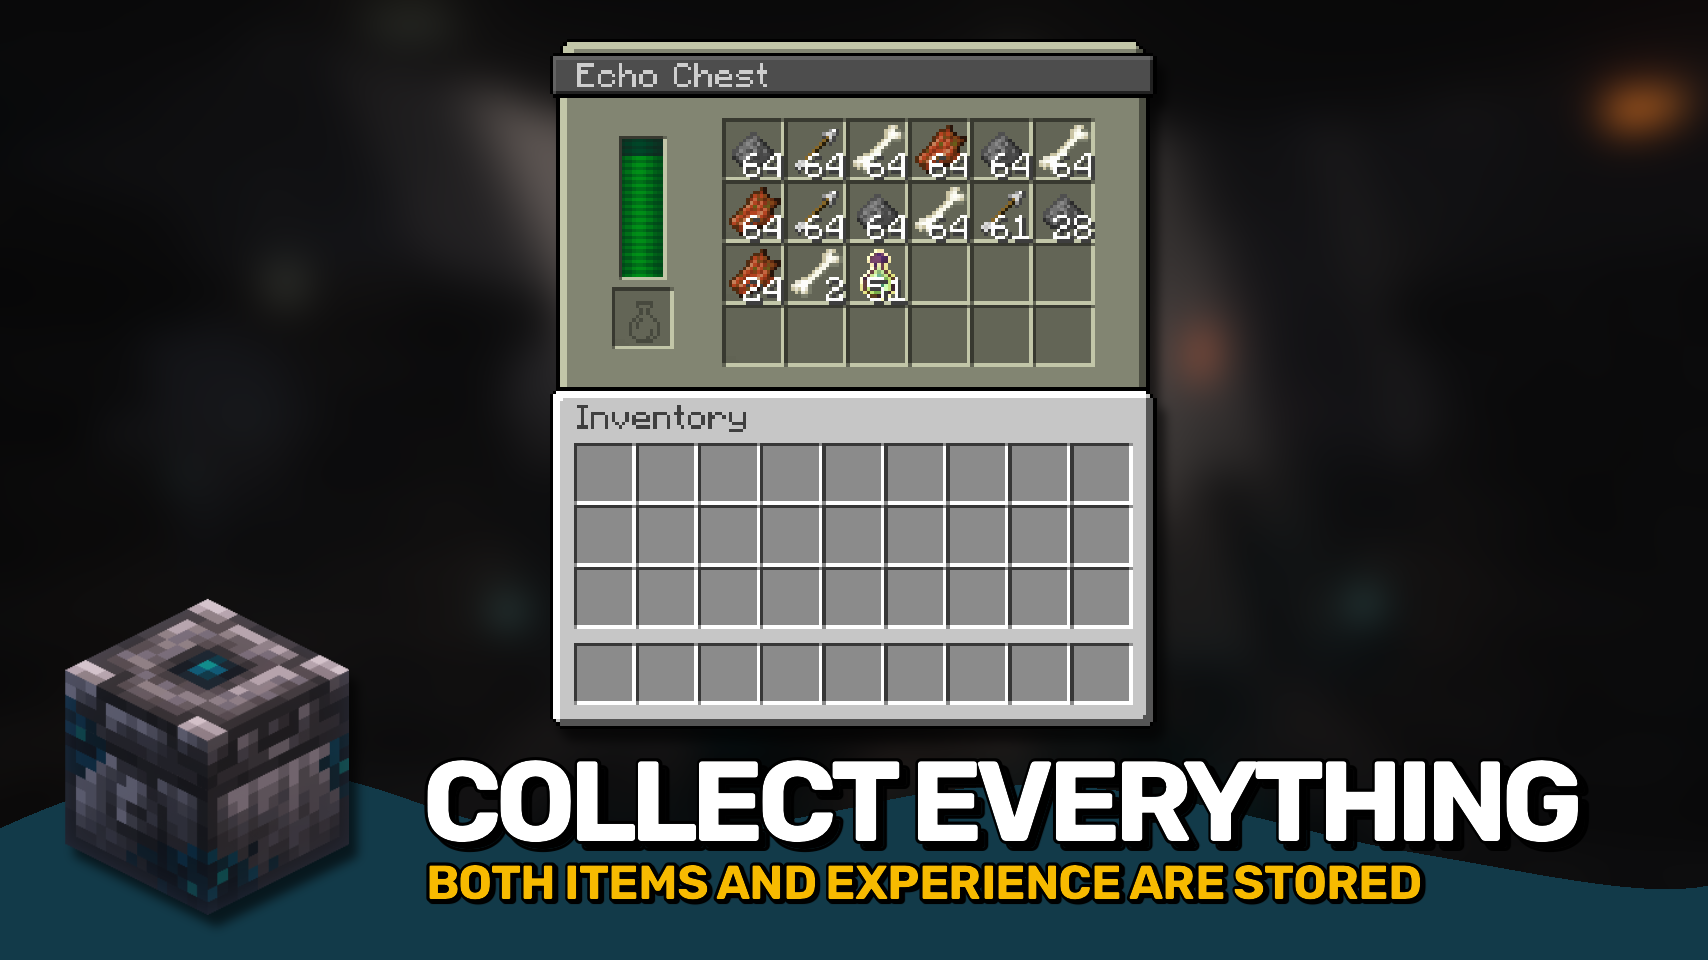 Echo Chest
64 64 64 64 64 64
64 64 64 64 61 28
24 2 51
Inventory
COLLECT EVERYTHING
BOTH ITEMS AND EXPERIENCE ARE STORED